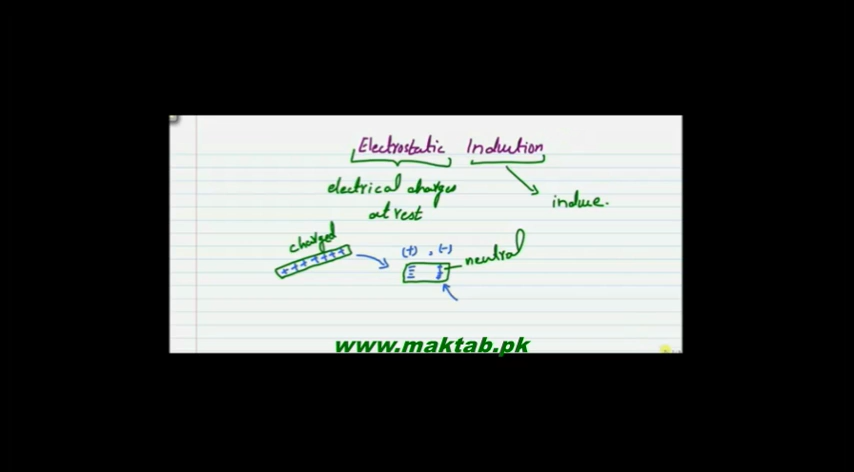 Electrostatic Induction
electrical charges
at rest
induce.
charged
(+) , (-)
neutral
+ + + + + + +
www.maktab.pk